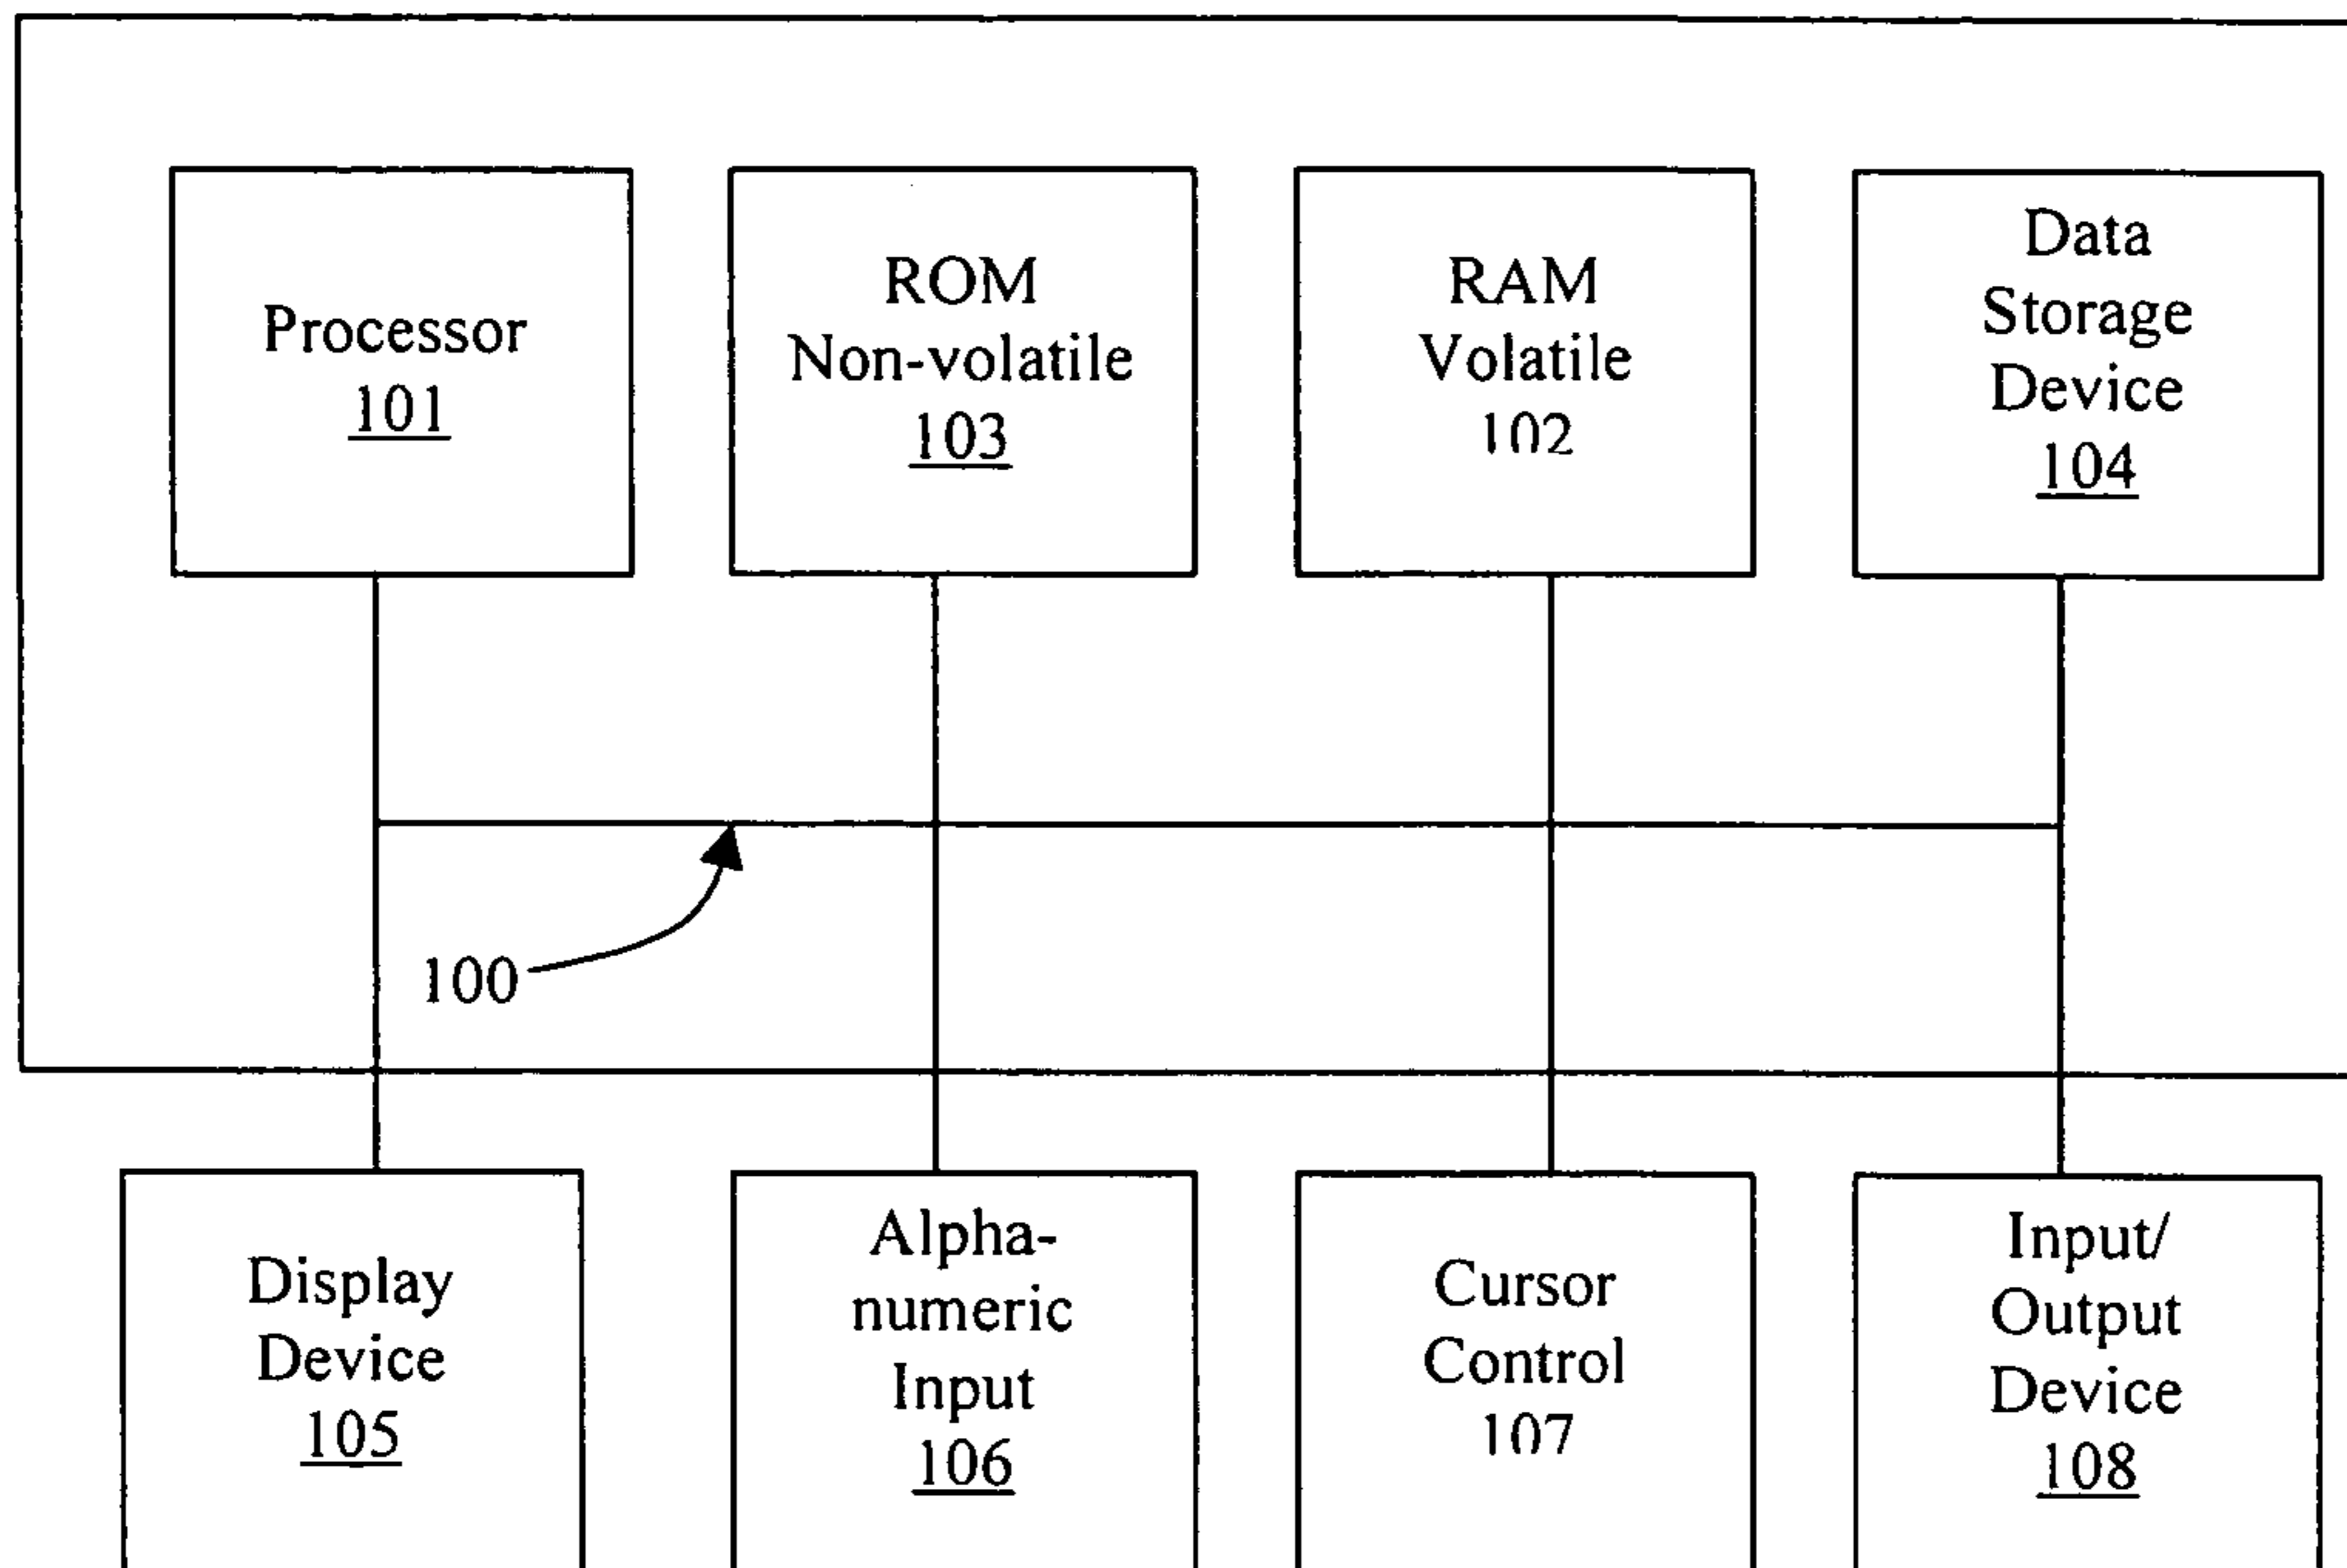 Processor
101
ROM
Non-volatile
103
RAM
Volatile
102
Data
Storage
Device
104
100
Display
Device
105
Alpha-
numeric
Input
106
Cursor
Control
107
Input/
Output
Device
108